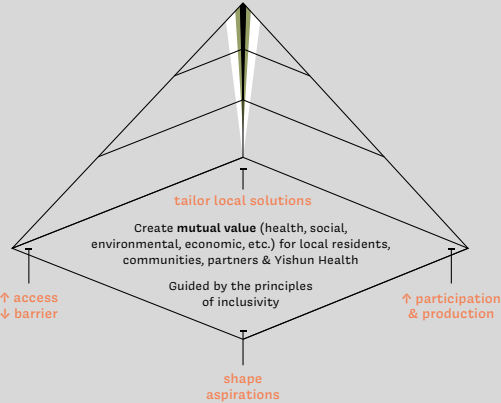 tailor local solutions
Create mutual value (health, social,
environmental, economic, etc.) for local residents,
communities, partners & Yishun Health
Guided by the principles
of inclusivity
↑ access
↓ barrier
↑ participation
& production
shape
aspirations